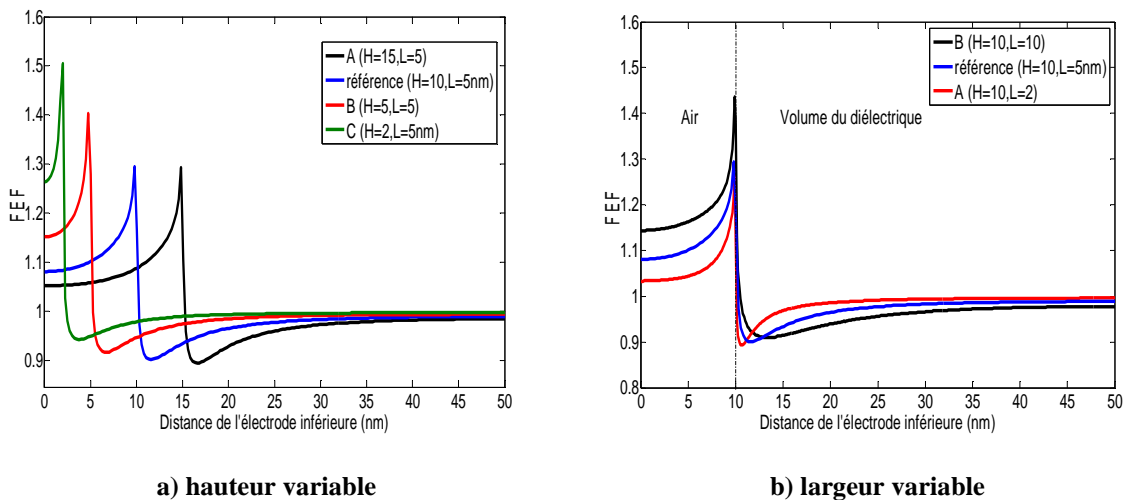 1.6
1.5
1.4
1.3
1.2
1.1
1
0.9
FEF
A (H=15,L=5)
référence (H=10,L=5nm)
B (H=5,L=5)
C (H=2,L=5nm)
0 5 10 15 20 25 30 35 40 45 50
Distance de l'électrode inférieure (nm)
a) hauteur variable
1.6
1.5
1.4
1.3
1.2
1.1
1
0.9
0.8
FEF
B (H=10,L=10)
référence (H=10,L=5nm)
A (H=10,L=2)
Air
Volume du diélectrique
0 5 10 15 20 25 30 35 40 45 50
Distance de l'électrode inférieure (nm)
b) largeur variable